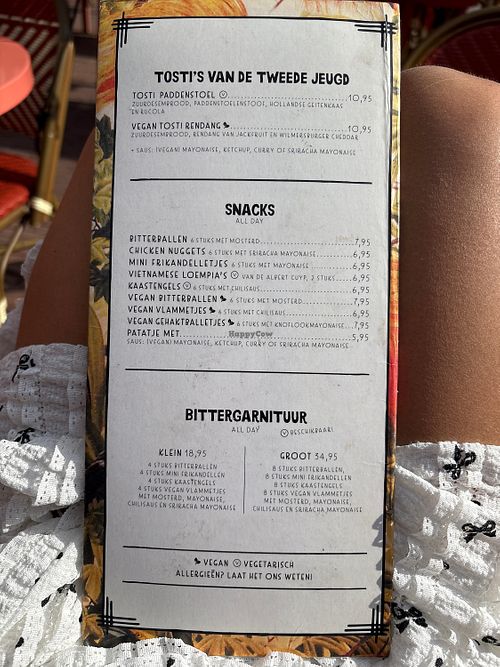 TOSTI'S VAN DE TWEEDE JEUGD
TOSTI PADDENSTOEL Ⓥ 10,95
ZUURDESEMBROOD, PADDENSTOELENSTOOF, HOLLANDSE GEITENKAAS
EN RUCOLA
VEGAN TOSTI RENDANG 10,95
ZUURDESEMBROOD, RENDANG VAN JACKFRUIT EN WILMERSBURGER CHEDDAR
+ SAUS: (VEGAN) MAYONAISE, KETCHUP, CURRY OF SRIRACHA MAYONAISE
SNACKS
ALL DAY
BITTERBALLEN 6 STUKS MET MOSTERD 7,95
CHICKEN NUGGETS 6 STUKS MET SRIRACHA MAYONAISE 6,95
MINI FRIKANDELLETJES 6 STUKS MET MAYONAISE 6,95
VIETNAMESE LOEMPIA'S Ⓥ VAN DE ALBERT CUYP, 2 STUKS 6,95
KAASTENGELS Ⓥ 6 STUKS MET CHILISAUS 6,95
VEGAN BITTERBALLEN 6 STUKS MET MOSTERD 7,95
VEGAN VLAMMETJES 6 STUKS MET CHILISAUS 6,95
VEGAN GEHAKTBALLETJES 6 STUKS MET KNOFLOOKMAYONAISE 7,95
PATATJE MET 5,95
HappyCow
SAUS: (VEGAN) MAYONAISE, KETCHUP, CURRY OF SRIRACHA MAYONAISE
BITTERGARNITUUR
ALL DAY Ⓥ BESCHIKBAAR!
KLEIN 18,95
4 STUKS BITTERBALLEN
4 STUKS MINI FRIKANDELLEN
4 STUKS KAASTENGELS
4 STUKS VEGAN VLAMMETJES
MET MOSTERD, MAYONAISE,
CHILISAUS EN SRIRACHA MAYONAISE
GROOT 34,95
8 STUKS BITTERBALLEN,
8 STUKS MINI FRIKANDELLEN
8 STUKS KAASTENGELS
8 STUKS VEGAN VLAMMETJES
MET MOSTERD, MAYONAISE,
CHILISAUS EN SRIRACHA MAYONAISE
VEGAN Ⓥ VEGETARISCH
ALLERGIEËN? LAAT HET ONS WETEN!